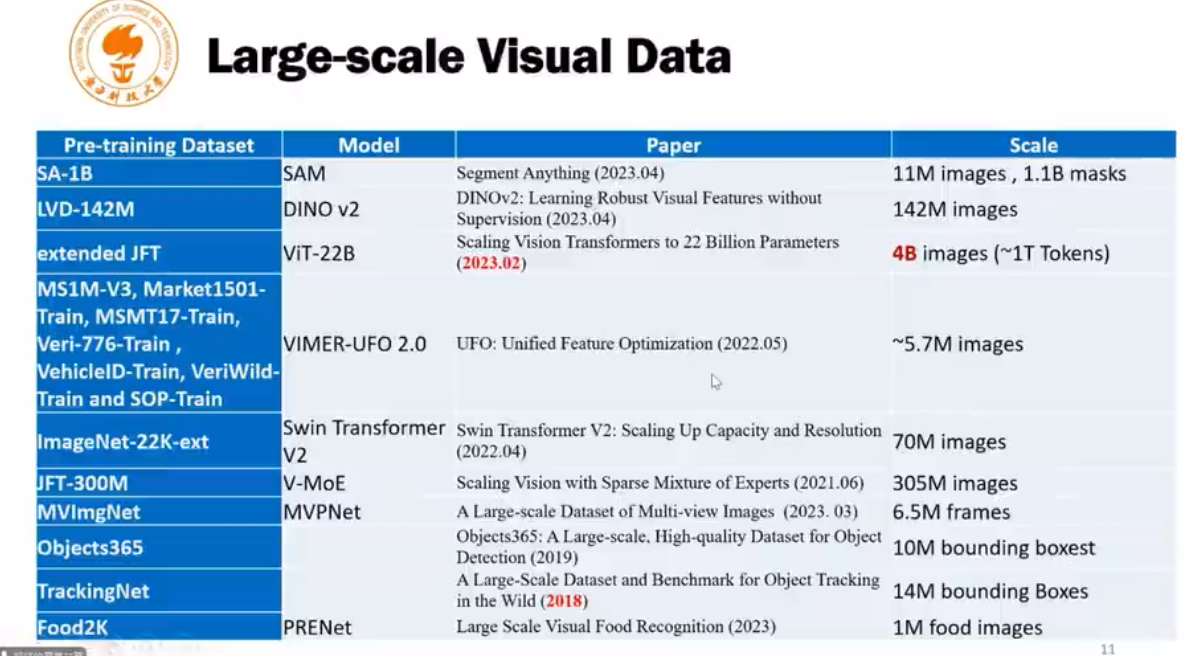 SOUTHERN UNIVERSITY OF SCIENCE AND TECHNOLOGY
Large-scale Visual Data
Pre-training Dataset Model Paper Scale
SA-1B SAM Segment Anything (2023.04) 11M images , 1.1B masks
LVD-142M DINO v2 DINOv2: Learning Robust Visual Features without
Supervision (2023.04) 142M images
extended JFT ViT-22B Scaling Vision Transformers to 22 Billion Parameters
(2023.02) 4B images (~1T Tokens)
MS1M-V3, Market1501-
Train, MSMT17-Train,
Veri-776-Train ,
VehicleID-Train, VeriWild-
Train and SOP-Train
VIMER-UFO 2.0 UFO: Unified Feature Optimization (2022.05) ~5.7M images
ImageNet-22K-ext Swin Transformer
V2 Swin Transformer V2: Scaling Up Capacity and Resolution
(2022.04) 70M images
JFT-300M V-MoE Scaling Vision with Sparse Mixture of Experts (2021.06) 305M images
MVImgNet MVPNet A Large-scale Dataset of Multi-view Images (2023. 03) 6.5M frames
Objects365 Objects365: A Large-scale, High-quality Dataset for Object
Detection (2019) 10M bounding boxest
TrackingNet A Large-Scale Dataset and Benchmark for Object Tracking
in the Wild (2018) 14M bounding Boxes
Food2K PRENet Large Scale Visual Food Recognition (2023) 1M food images
11